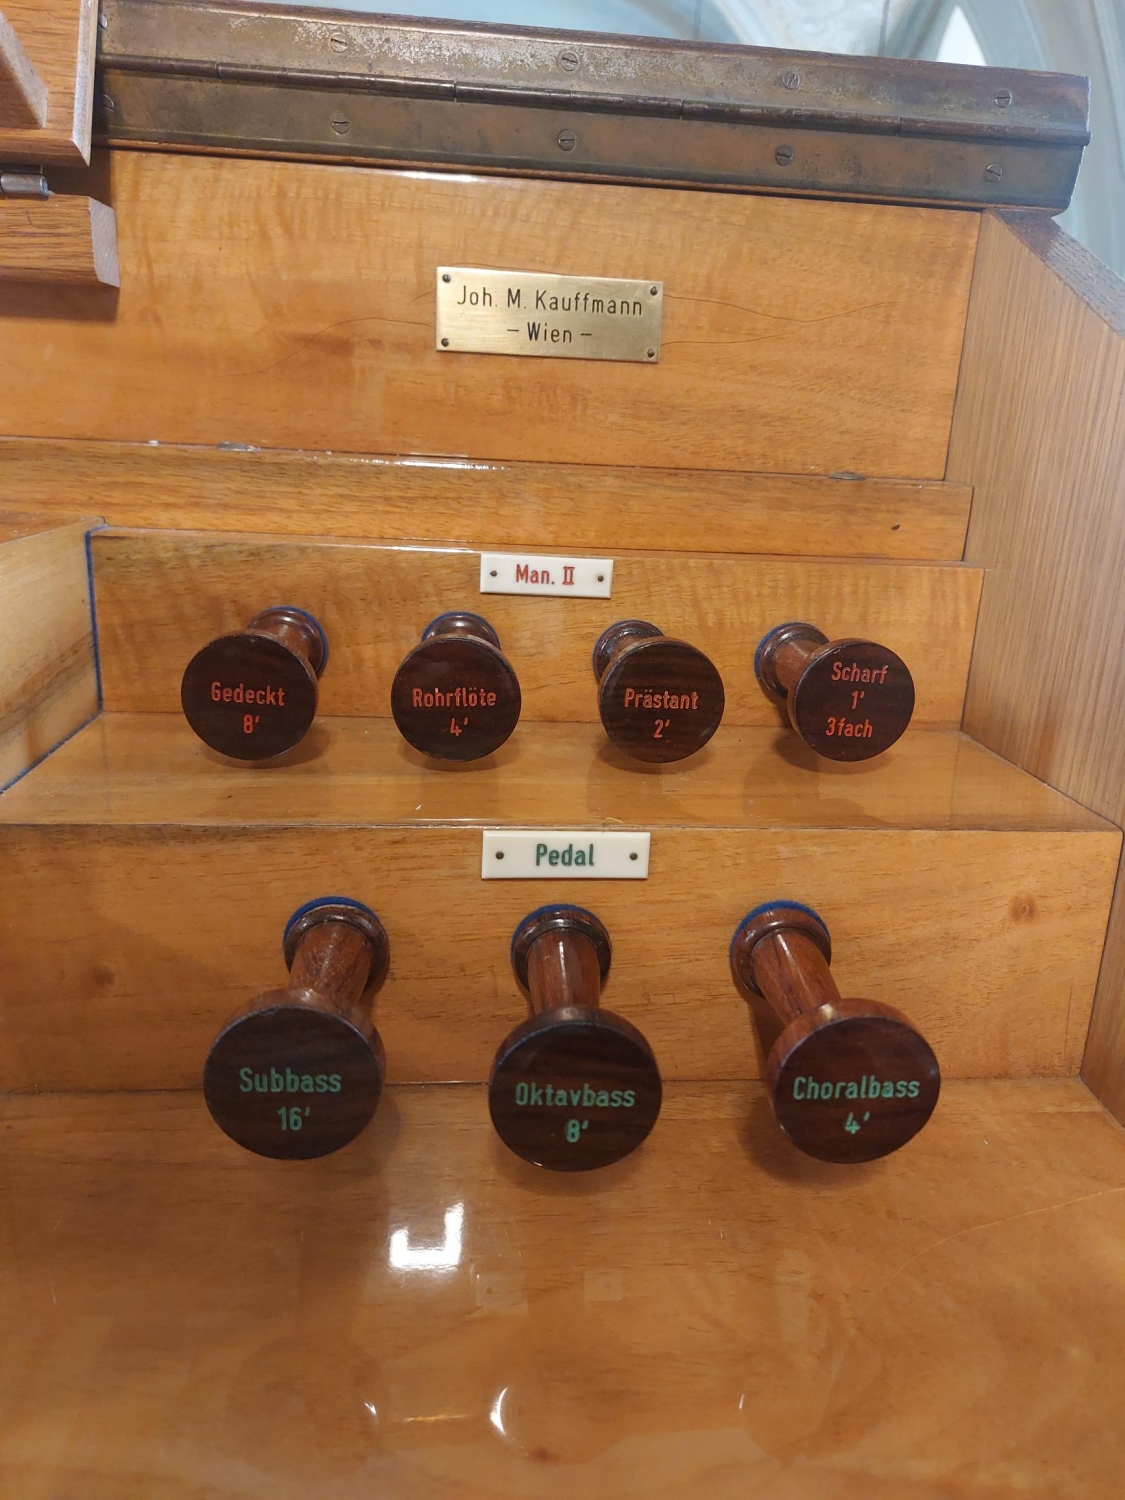 Joh. M. Kauffmann
– Wien –
Man. II
Gedeckt
8'
Rohrflöte
4'
Prästant
2'
Scharf
1'
3fach
Pedal
Subbass
16'
Oktavbass
8'
Choralbass
4'